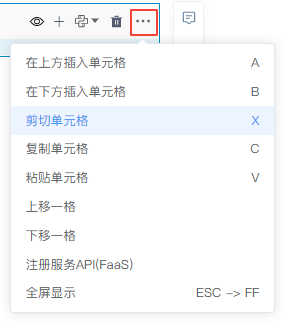 在上方插入单元格 A
在下方插入单元格 B
剪切单元格 X
复制单元格 C
粘贴单元格 V
上移一格
下移一格
注册服务API(FaaS)
全屏显示 ESC -> FF